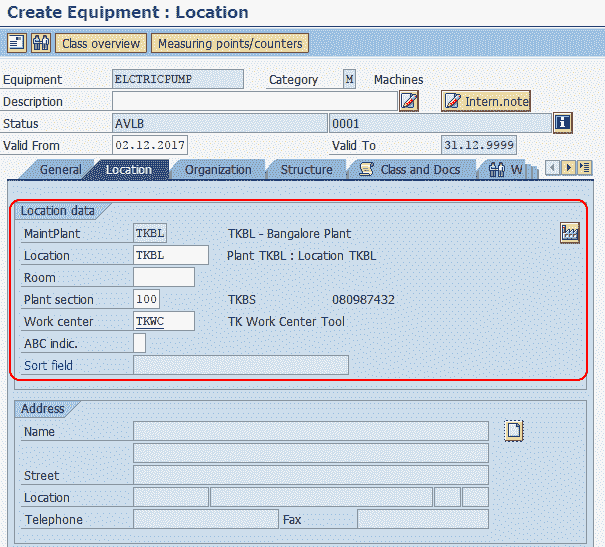 Create Equipment : Location
Class overview Measuring points/counters
Equipment ELCTRICPUMP Category M Machines
Description Intern.note
Status AVLB 0001
Valid From 02.12.2017 Valid To 31.12.9999
General Location Organization Structure Class and Docs W
Location data
MaintPlant TKBL TKBL - Bangalore Plant
Location TKBL Plant TKBL : Location TKBL
Room
Plant section 100 TKBS 080987432
Work center TKWC TK Work Center Tool
ABC indic.
Sort field
Address
Name
Street
Location
Telephone Fax